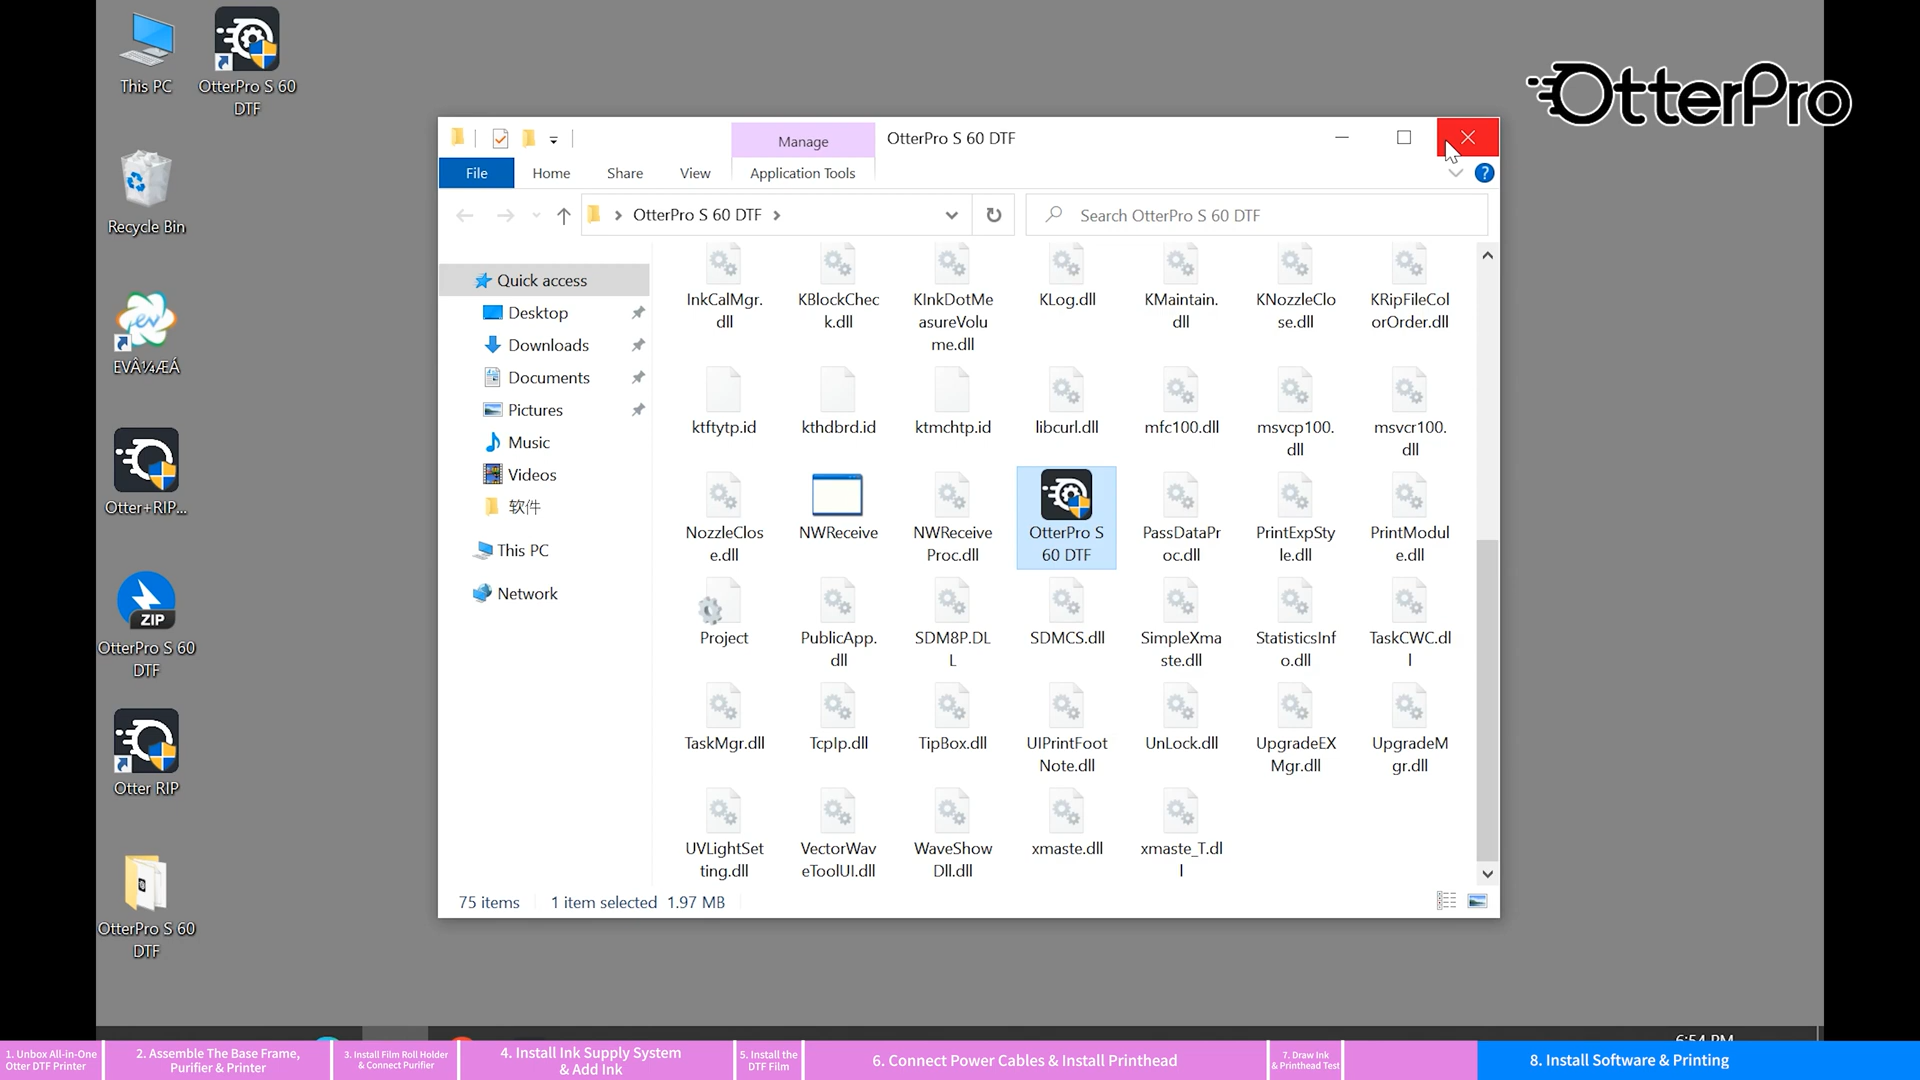 This PC
OtterPro S 60
DTF
Recycle Bin
EVÂ¼ÆÁ
Otter+RIP...
ZIP
OtterPro S 60
DTF
Otter RIP
OtterPro S 60
DTF
OtterPro
Manage
OtterPro S 60 DTF
File
Home
Share
View
Application Tools
?
OtterPro S 60 DTF
Search OtterPro S 60 DTF
Quick access
Desktop
Downloads
Documents
Pictures
Music
Videos
软件
This PC
Network
InkCalMgr.
dll
KBlockChec
k.dll
KInkDotMe
asureVolu
me.dll
KLog.dll
KMaintain.
dll
KNozzleClo
se.dll
KRipFileCol
orOrder.dll
ktftytp.id
kthdbrd.id
ktmchtp.id
libcurl.dll
mfc100.dll
msvcp100.
dll
msvcr100.
dll
NozzleClos
e.dll
NWReceive
NWReceive
Proc.dll
OtterPro S
60 DTF
PassDataPr
oc.dll
PrintExpSty
le.dll
PrintModul
e.dll
Project
PublicApp.
dll
SDM8P.DL
L
SDMCS.dll
SimpleXma
ste.dll
StatisticsInf
o.dll
TaskCWC.dl
l
TaskMgr.dll
TcpIp.dll
TipBox.dll
UIPrintFoot
Note.dll
UnLock.dll
UpgradeEX
Mgr.dll
UpgradeM
gr.dll
UVLightSet
ting.dll
VectorWav
eToolUI.dll
WaveShow
Dll.dll
xmaste.dll
xmaste_T.dl
l
75 items
1 item selected 1.97 MB
6:54 PM
1. Unbox All-in-One
Otter DTF Printer
2. Assemble The Base Frame,
Purifier & Printer
3. Install Film Roll Holder
& Connect Purifier
4. Install Ink Supply System
& Add Ink
5. Install the
DTF Film
6. Connect Power Cables & Install Printhead
7. Draw Ink
& Printhead Test
8. Install Software & Printing